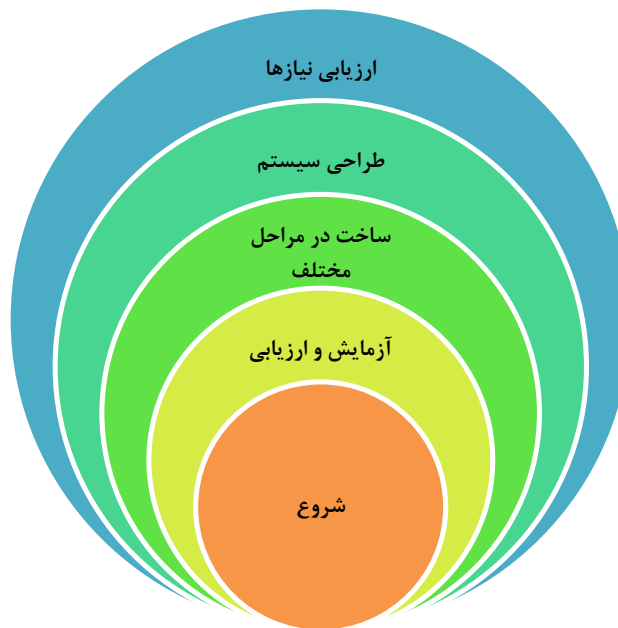 ارزیابی نیازها
طراحی سیستم
ساخت در مراحل
مختلف
آزمایش و ارزیابی
شروع